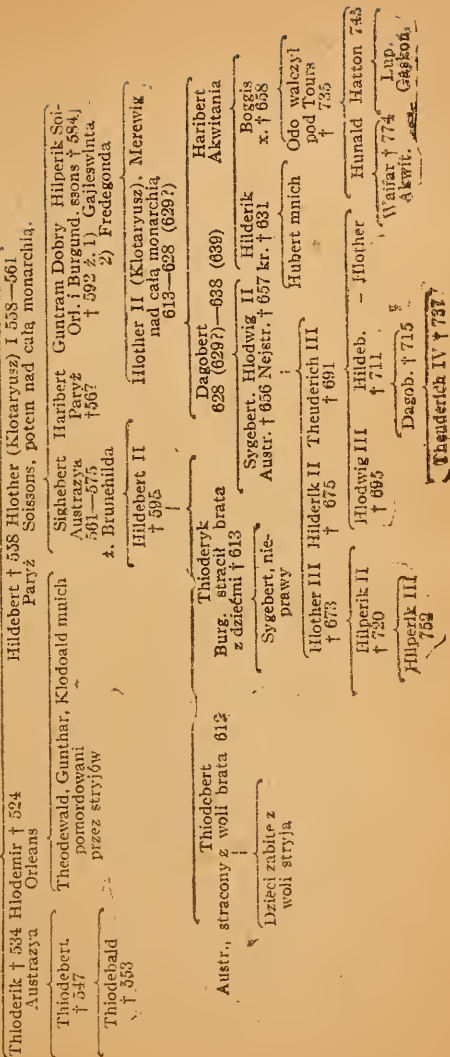 Thioderik † 534 Hlodemir † 524
Austrazya Orleans
Hildebert † 558 Hlother (Klotaryusz) I 558—561
Paryż Soissons, potem nad całą monarchią.
Thiodebert
† 547
Theodewald, Gunthar, Klodoald mnich
pomordowani
przez stryjów
Sighebert
Austrazya
561—575
ż. Brunehilda
Haribert
Paryż
†567
Guntram Dobry
Orl. i Burgund.
† 592
Hilperik Soi-
ssons † 584
ż. 1) Gajleswinta
2) Fredegonda
Thiodebald
† 553
Hildebert II
† 595
Hlother II (Klotaryusz), Merewig
nad całą monarchią
613—628 (629?)
Thiodebert
Austr., stracony z woli brata 612
Thioderyk
Burg. stracił brata
z dziećmi † 613
Dagobert
628 (629?)—638 (639)
Haribert
Akwitania
Dzieci zabite z
woli stryja
Sygebert, nie-
prawy
Sygebert, Hlodwig II
Austr. † 656 Nejstr. † 657
Hilderik
kr. † 631
Boggis
x. † 658
Hlother III
† 673
Hilderik II
† 675
Theuderich III
† 691
Hubert mnich
Odo walczył
pod Tours
† 735
Hilperik II
† 720
Hlodwig III
† 695
Hildeb. – Hlother
† 711
Hunald Hatton 745
Hilperik III
752
Dagob. † 715
Waifar † 774
Akwit.
Lup.
Gaskoń.
Theuderich IV † 737